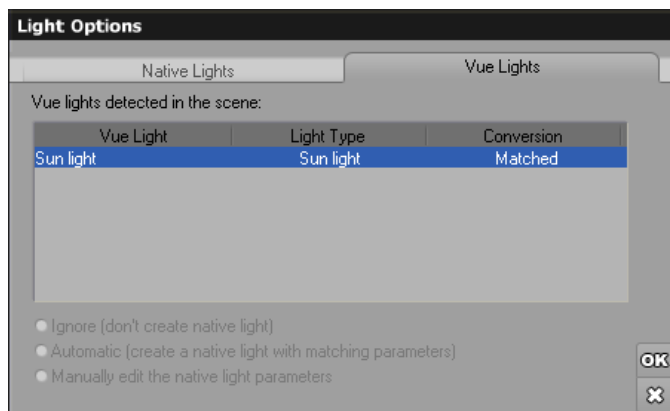 Light Options
Native Lights Vue Lights
Vue lights detected in the scene:
Vue Light Light Type Conversion
Sun light Sun light Matched
Ignore (don't create native light)
Automatic (create a native light with matching parameters)
Manually edit the native light parameters
OK